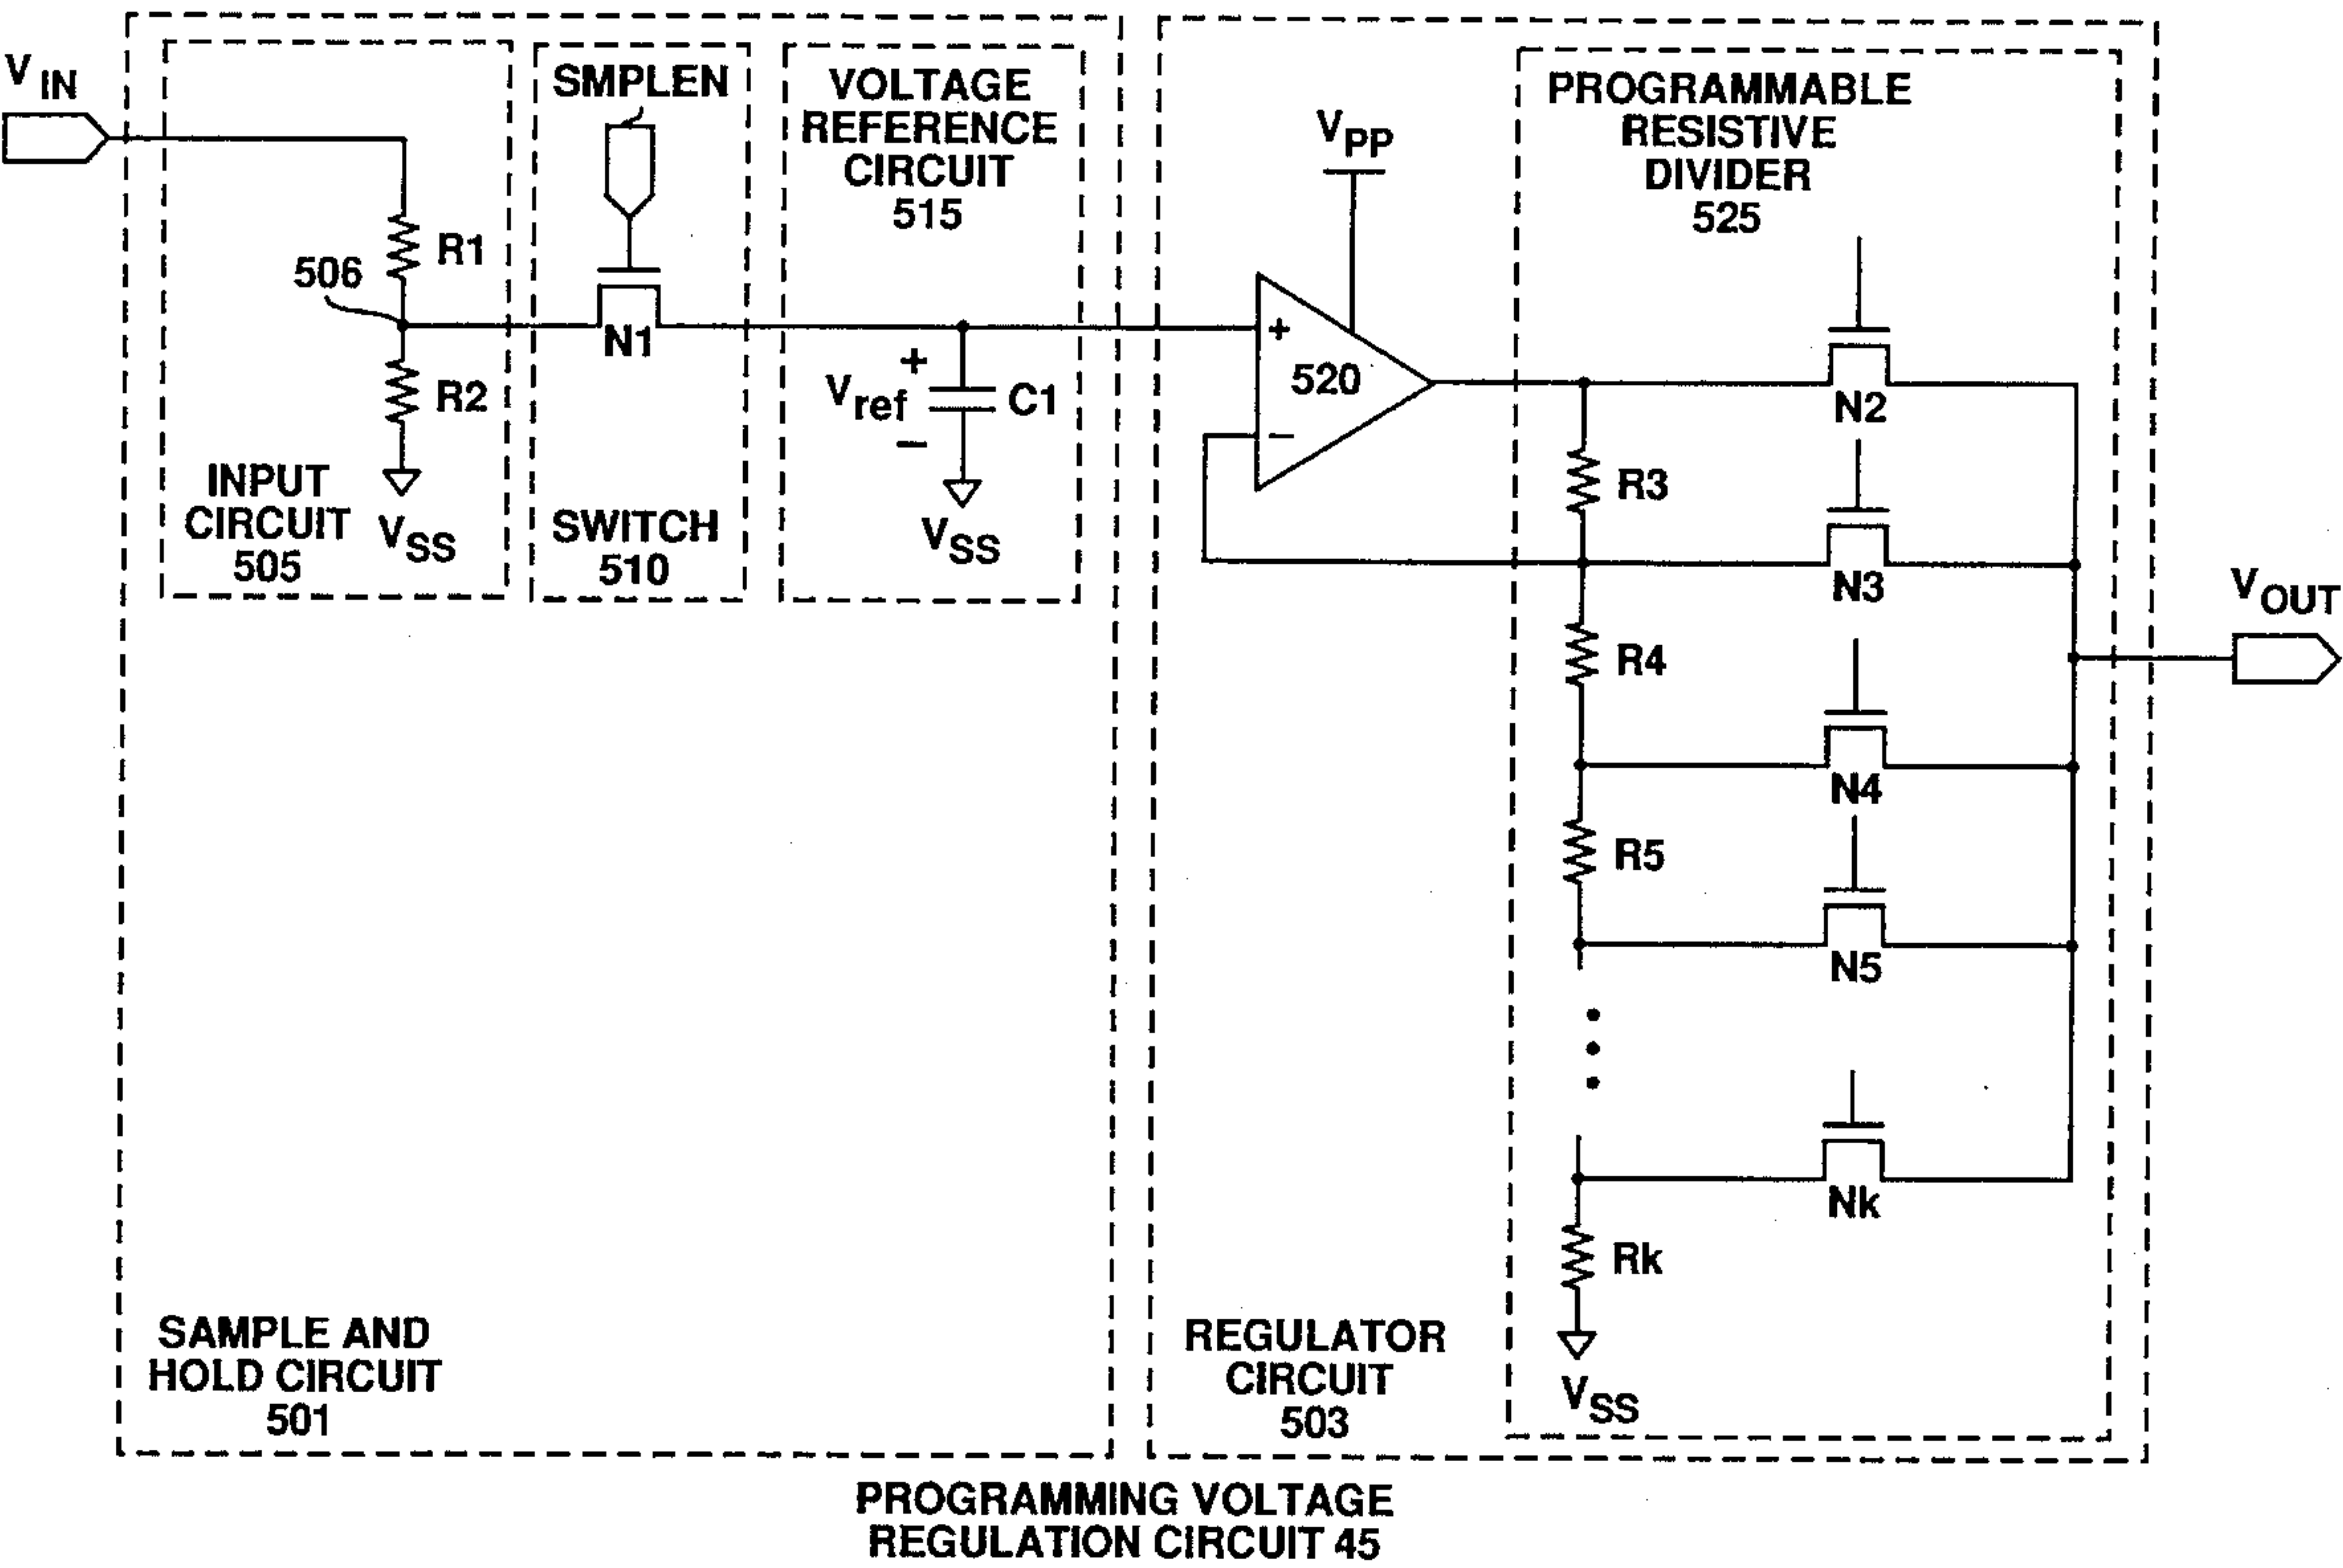 V IN
SMPLEN
VOLTAGE
REFERENCE
CIRCUIT
515
R1
506
N1
R2
+
Vref
−
C1
INPUT
CIRCUIT
505
VSS
SWITCH
510
VSS
SAMPLE AND
HOLD CIRCUIT
501
VPP
PROGRAMMABLE
RESISTIVE
DIVIDER
525
+
520
−
N2
R3
N3
R4
N4
R5
N5
Nk
Rk
VSS
VOUT
REGULATOR
CIRCUIT
503
PROGRAMMING VOLTAGE
REGULATION CIRCUIT 45